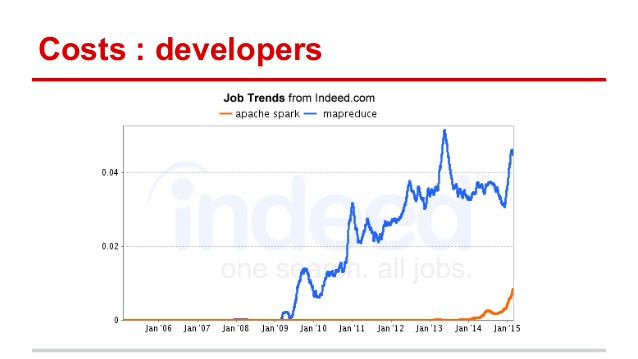 Costs : developers
Job Trends from Indeed.com
apache spark mapreduce
indeed
one search. all jobs.
0.04
0.02
0
Jan '06 Jan '07 Jan '08 Jan '09 Jan '10 Jan '11 Jan '12 Jan '13 Jan '14 Jan '15